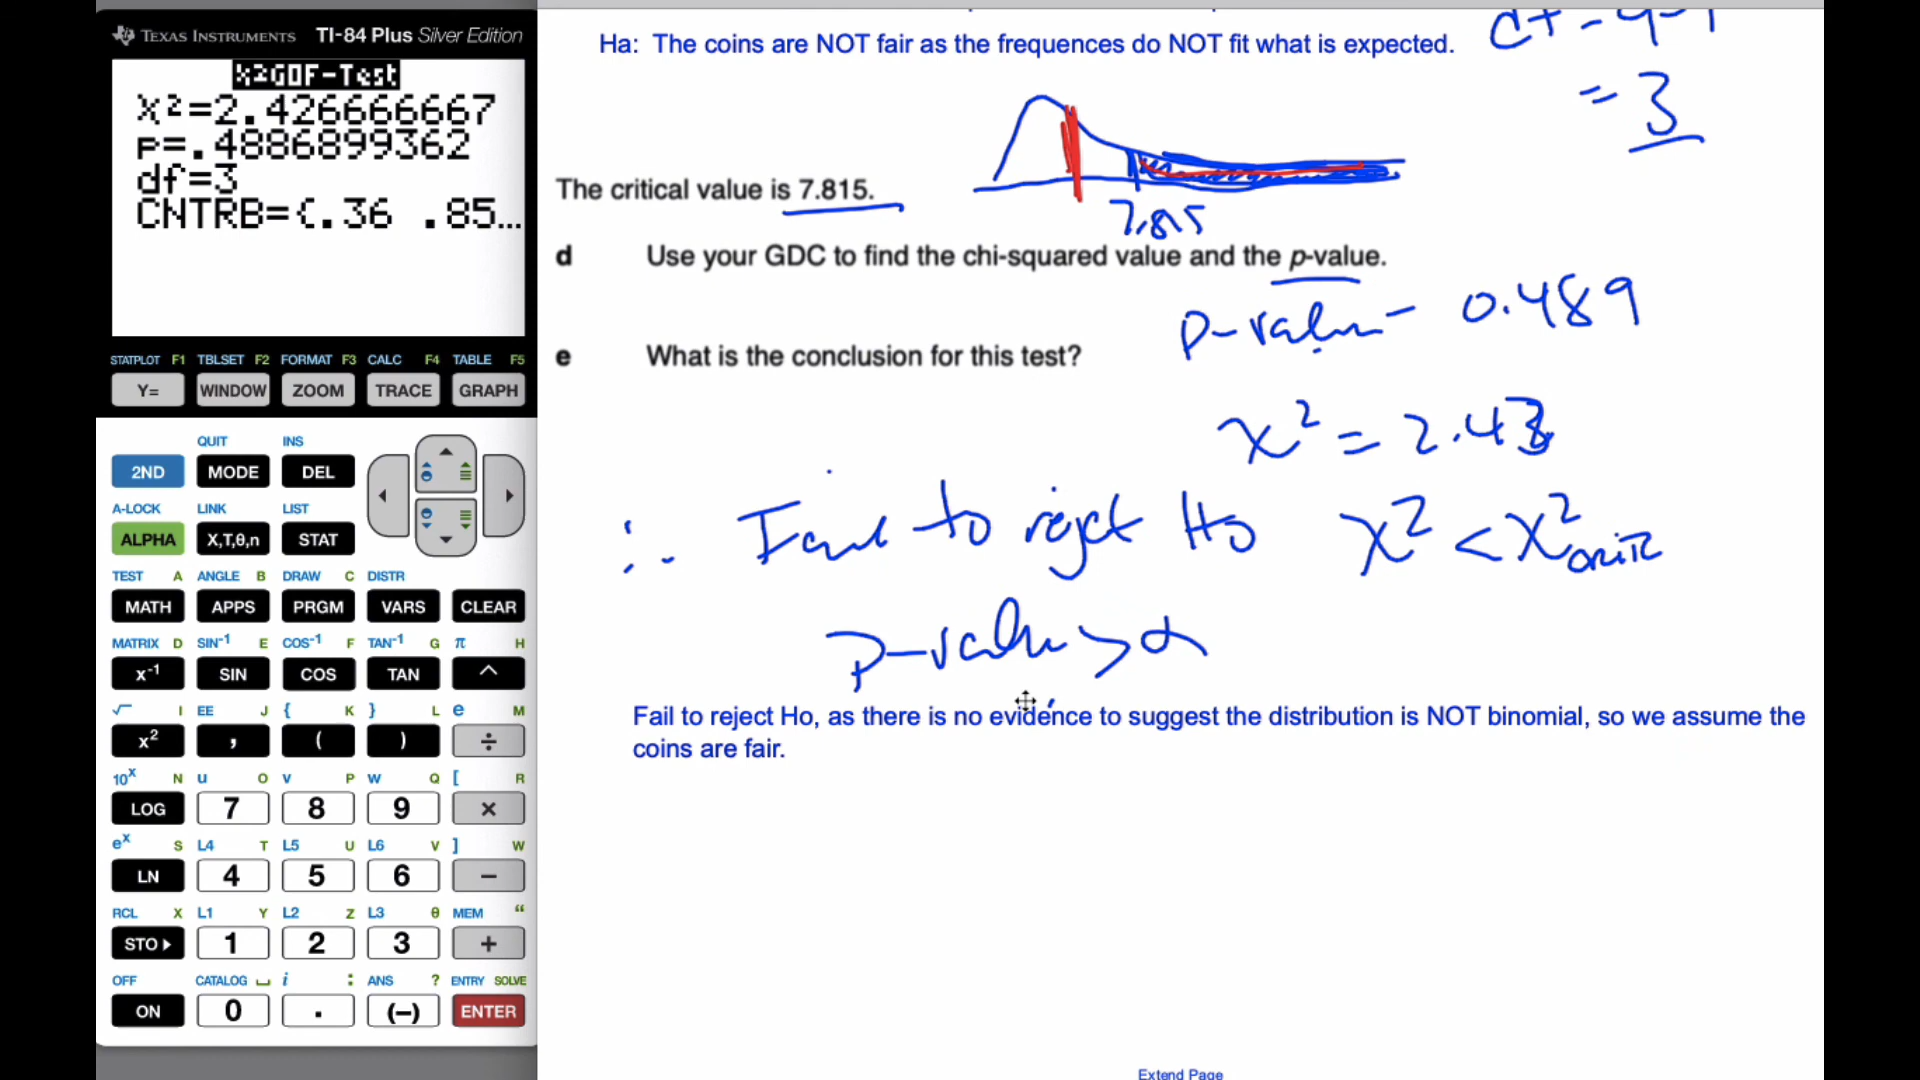 TEXAS INSTRUMENTS TI-84 Plus Silver Edition
X²GOF-Test
X²=2.426666667
p=.4886899362
df=3
CNTRB={.36 .85...
STATPLOT F1 TBLSET F2 FORMAT F3 CALC F4 TABLE F5
Y= WINDOW ZOOM TRACE GRAPH
QUIT INS
2ND MODE DEL
A-LOCK LINK LIST
ALPHA X,T,θ,n STAT
TEST A ANGLE B DRAW C DISTR
MATH APPS PRGM VARS CLEAR
MATRIX D SIN⁻¹ E COS⁻¹ F TAN⁻¹ G π H
x⁻¹ SIN COS TAN ^
√ I EE J { K } L e M
x² , ( ) ÷
10ˣ N u O v P w Q [ R
LOG 7 8 9 ×
eˣ S L4 T L5 U L6 V ] W
LN 4 5 6 −
RCL X L1 Y L2 Z L3 θ MEM "
STO▸ 1 2 3 +
OFF CATALOG ⎵ i : ANS ? ENTRY SOLVE
ON 0 . (−) ENTER
df = 4-1
Ha: The coins are NOT fair as the frequences do NOT fit what is expected.
= 3
The critical value is 7.815.
7.815
d Use your GDC to find the chi-squared value and the p-value.
p-value - 0.489
e What is the conclusion for this test?
χ² = 2.43
∴ Fail to reject Ho χ² < χ²crit
p-value > α
Fail to reject Ho, as there is no evidence to suggest the distribution is NOT binomial, so we assume the
coins are fair.
Extend Page